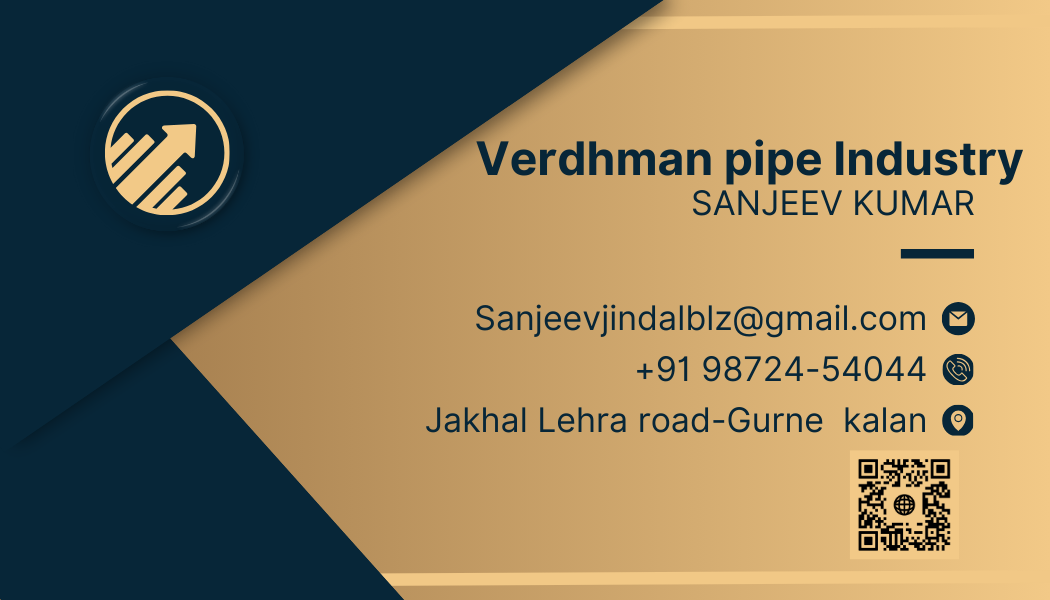 Verdhman pipe Industry
SANJEEV KUMAR
Sanjeevjindalblz@gmail.com
+91 98724-54044
Jakhal Lehra road-Gurne kalan